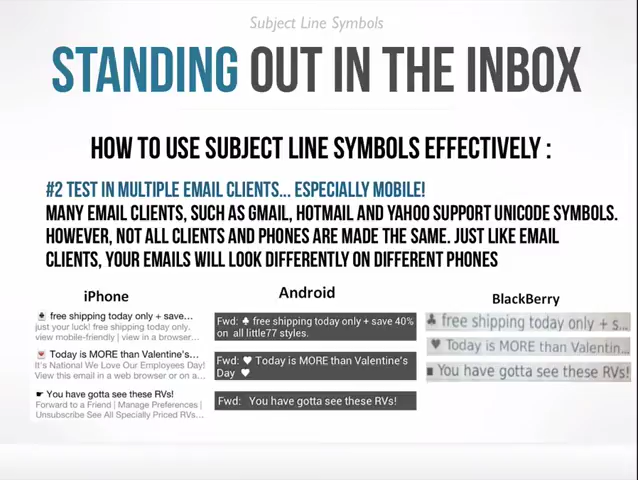 Subject Line Symbols
STANDING OUT IN THE INBOX
HOW TO USE SUBJECT LINE SYMBOLS EFFECTIVELY :
#2 TEST IN MULTIPLE EMAIL CLIENTS... ESPECIALLY MOBILE!
MANY EMAIL CLIENTS, SUCH AS GMAIL, HOTMAIL AND YAHOO SUPPORT UNICODE SYMBOLS.
HOWEVER, NOT ALL CLIENTS AND PHONES ARE MADE THE SAME. JUST LIKE EMAIL
CLIENTS, YOUR EMAILS WILL LOOK DIFFERENTLY ON DIFFERENT PHONES
iPhone
♣ free shipping today only + save...
just your luck! free shipping today only.
view mobile-friendly | view in a browser...
♥ Today is MORE than Valentine's...
It's National We Love Our Employees Day!
View this email in a web browser or on a...
☛ You have gotta see these RVs!
Forward to a Friend | Manage Preferences |
Unsubscribe See All Specially Priced RVs...
Android
Fwd: ♣ free shipping today only + save 40%
on all little77 styles.
Fwd: ♥ Today is MORE than Valentine's
Day ♥
Fwd: You have gotta see these RVs!
BlackBerry
♣ free shipping today only + s...
♥ Today is MORE than Valentin...
■ You have gotta see these RVs!